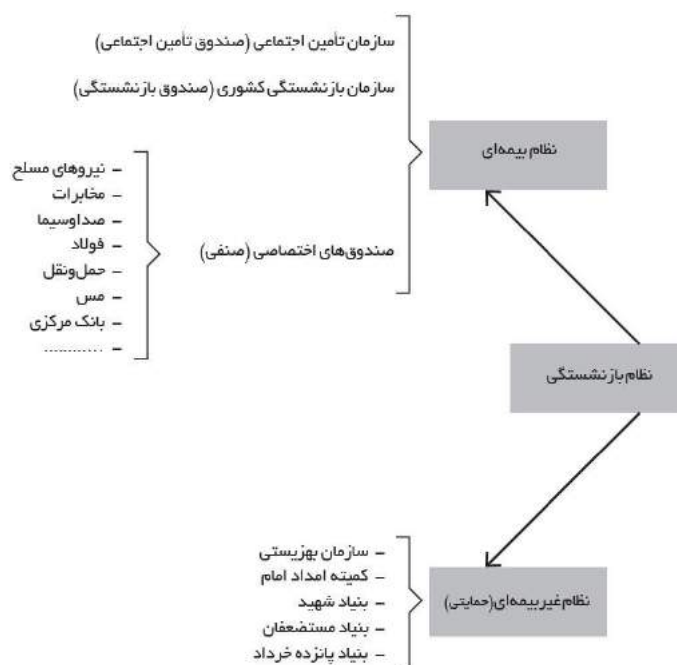 سازمان تأمین اجتماعی (صندوق تأمین اجتماعی)
سازمان بازنشستگی کشوری (صندوق بازنشستگی)
نظام بیمه‌ای
صندوق‌های اختصاصی (صنفی)
– نیروهای مسلح
– مخابرات
– صداوسیما
– فولاد
– حمل‌ونقل
– مس
– بانک مرکزی
– ............
نظام بازنشستگی
نظام غیربیمه‌ای (حمایتی)
– سازمان بهزیستی
– کمیته امداد امام
– بنیاد شهید
– بنیاد مستضعفان
– بنیاد پانزده خرداد